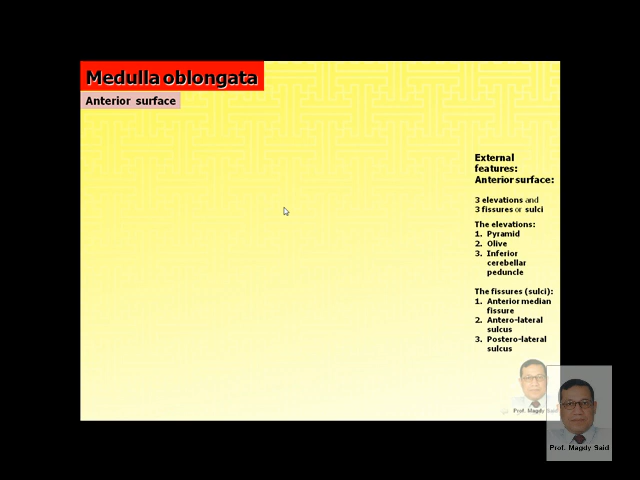 Medulla oblongata
Anterior surface
External
features:
Anterior surface:
3 elevations and
3 fissures or sulci
The elevations:
1. Pyramid
2. Olive
3. Inferior
cerebellar
peduncle
The fissures (sulci):
1. Anterior median
fissure
2. Antero-lateral
sulcus
3. Postero-lateral
sulcus
Prof. Magdy Said
Prof. Magdy Said